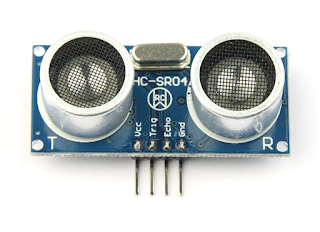 HC-SR04
T
Vcc
Trig
Echo
Gnd
R